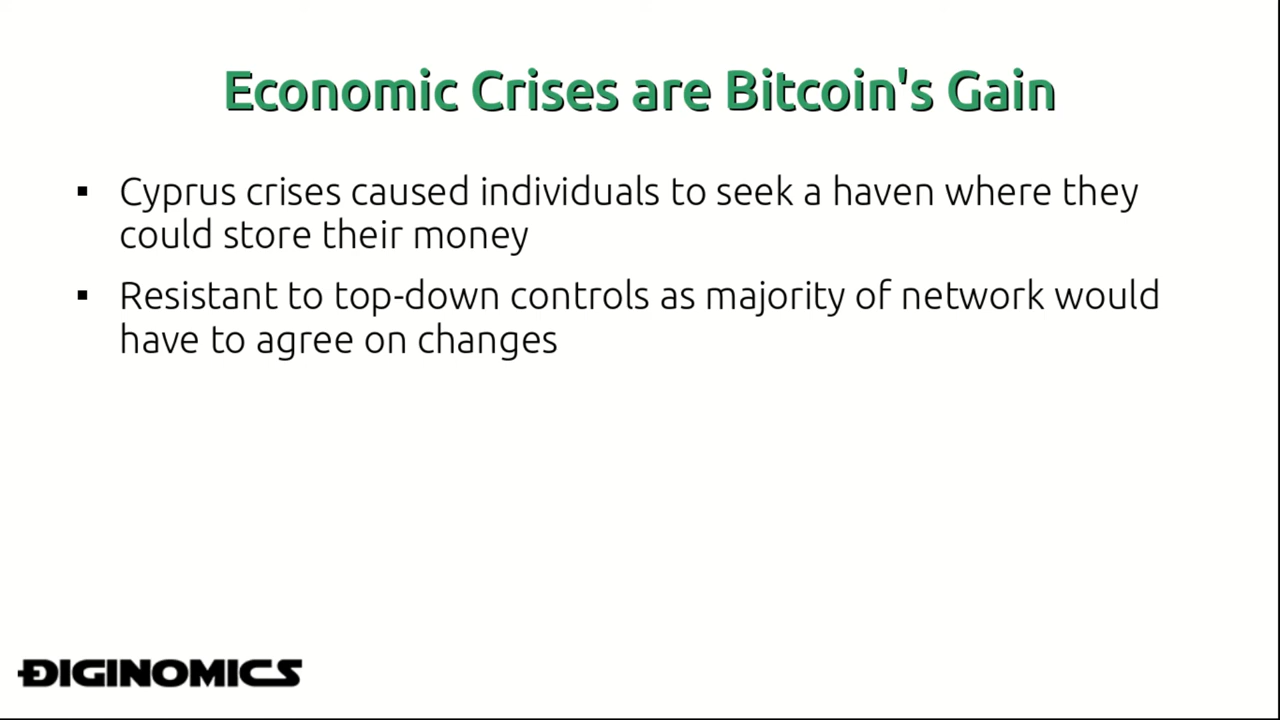 Economic Crises are Bitcoin's Gain
▪ Cyprus crises caused individuals to seek a haven where they
could store their money
▪ Resistant to top-down controls as majority of network would
have to agree on changes
ĐIGINOMICS